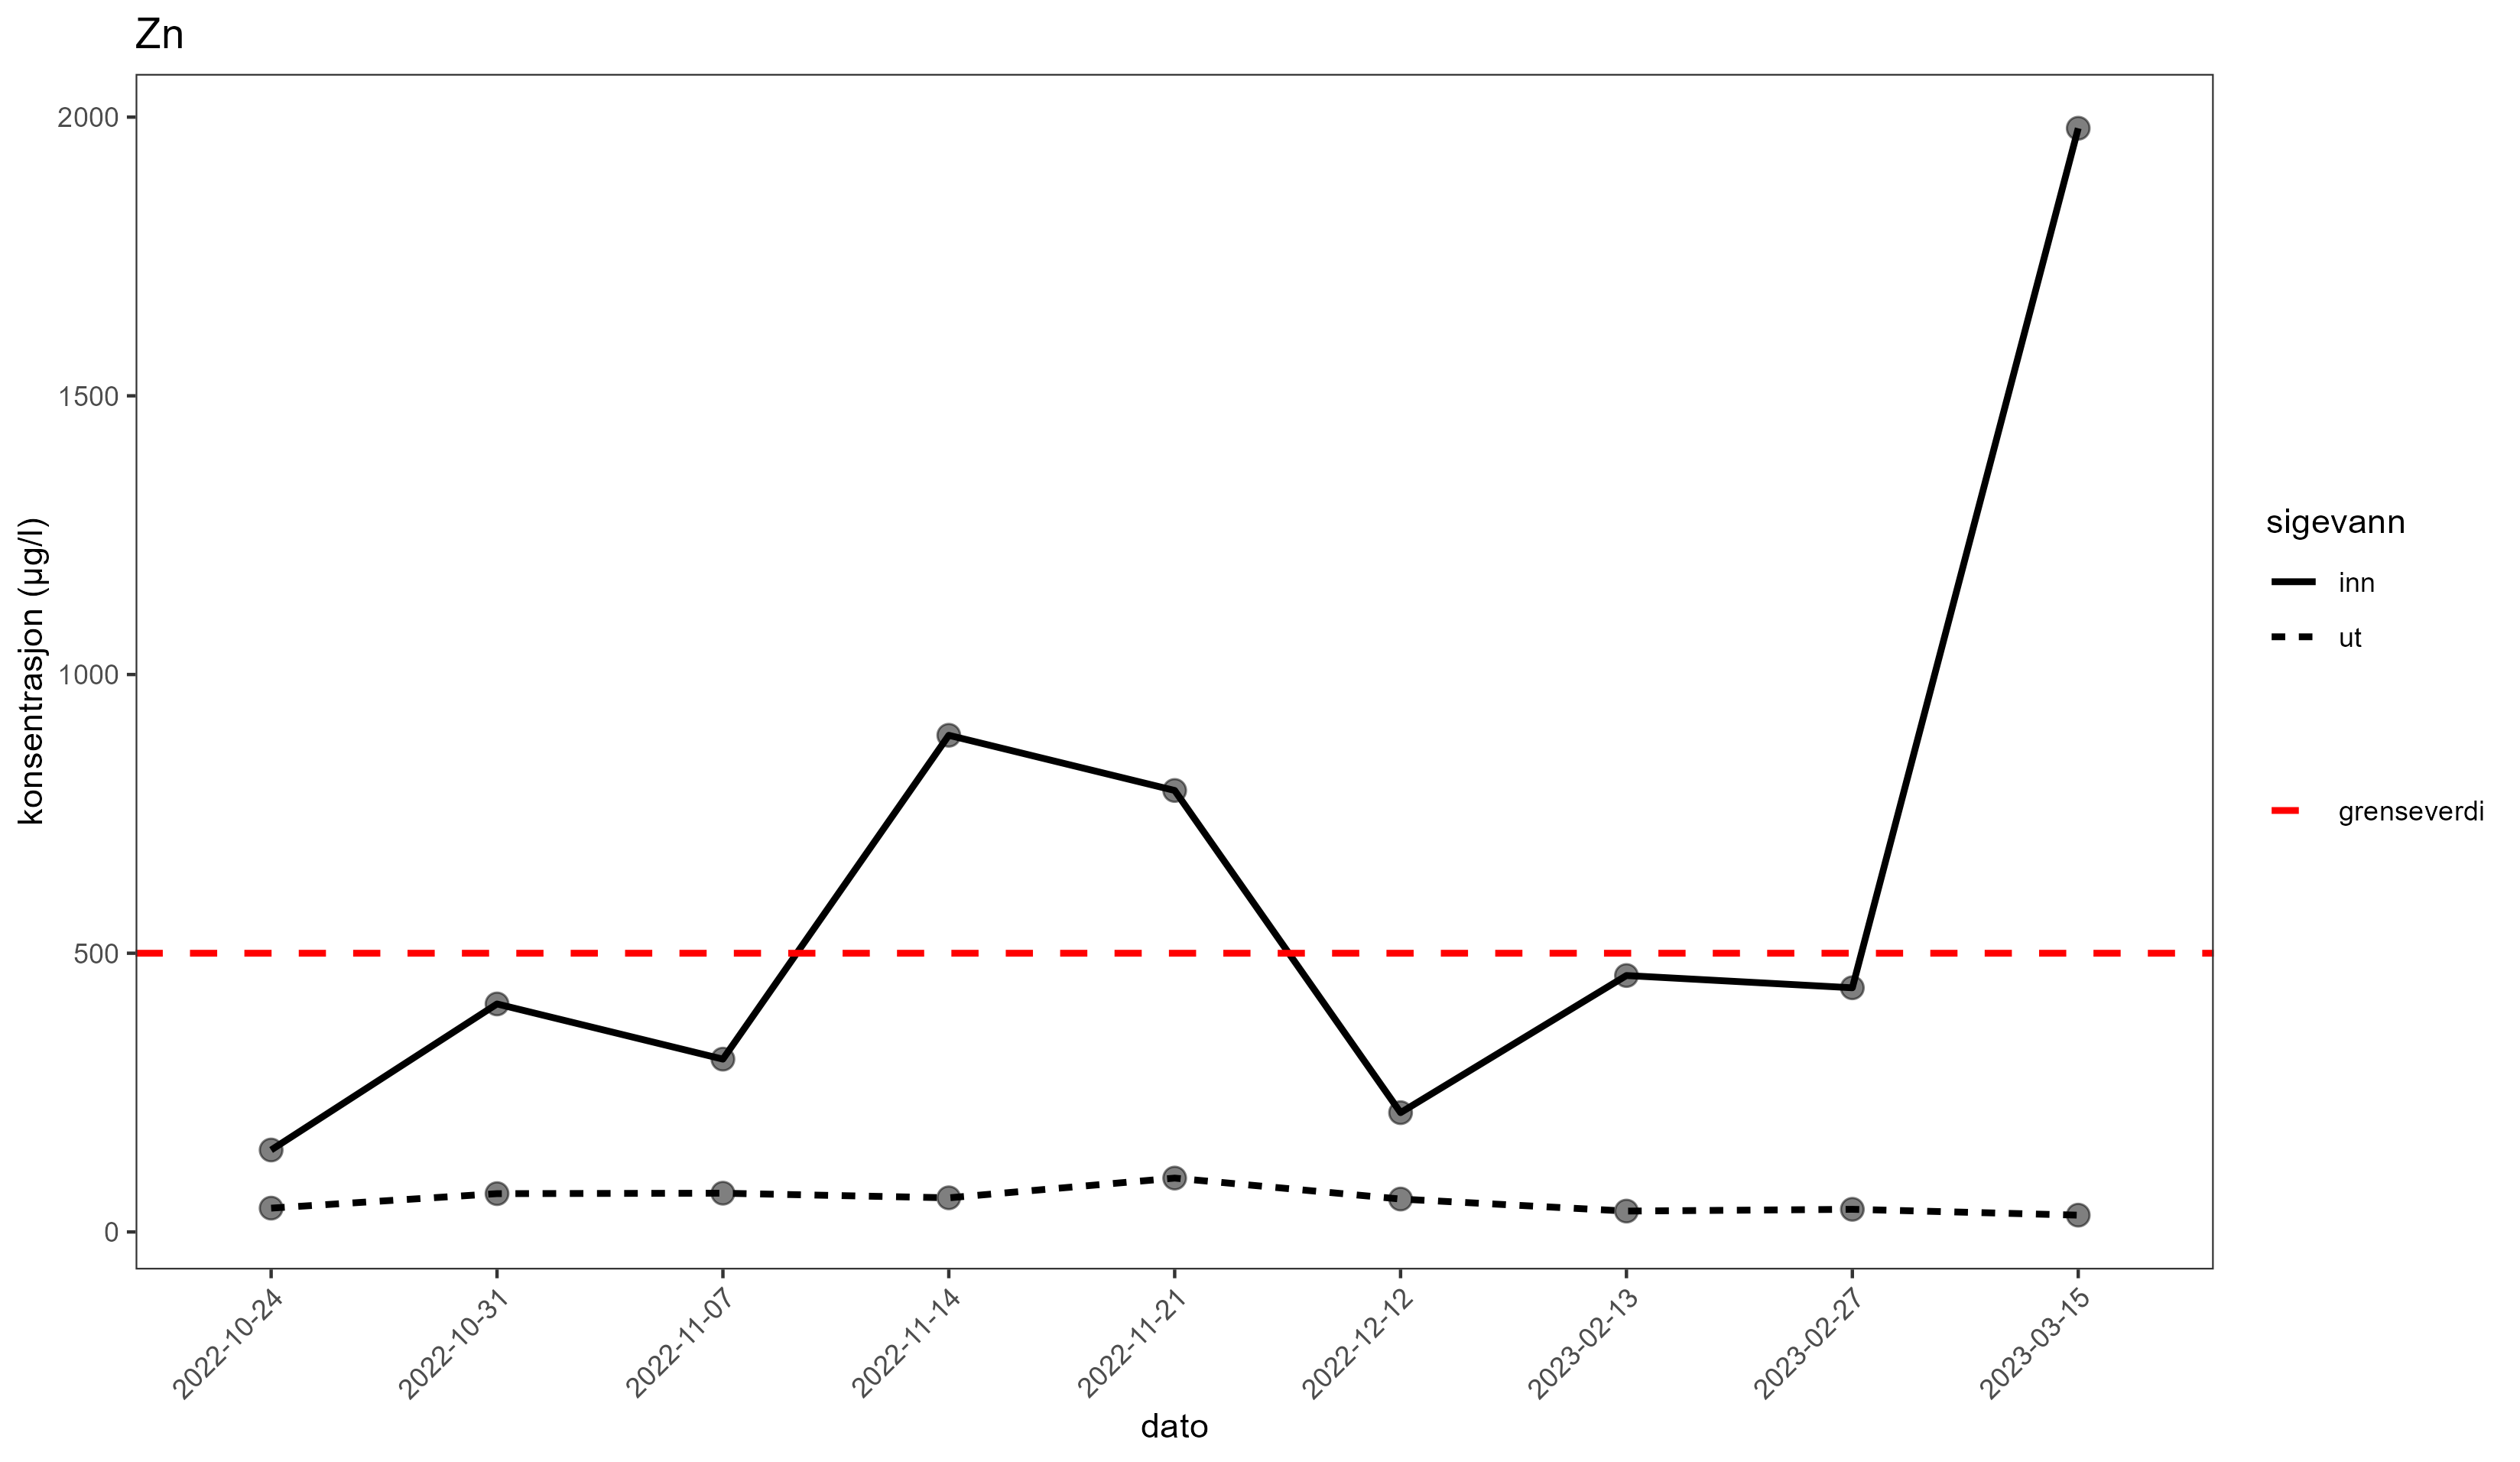 Zn
konsentrasjon (µg/l)
2000
1500
1000
500
0
2022-10-24
2022-10-31
2022-11-07
2022-11-14
2022-11-21
2022-12-12
2023-02-13
2023-02-27
2023-03-15
dato
sigevann
inn
ut
grenseverdi